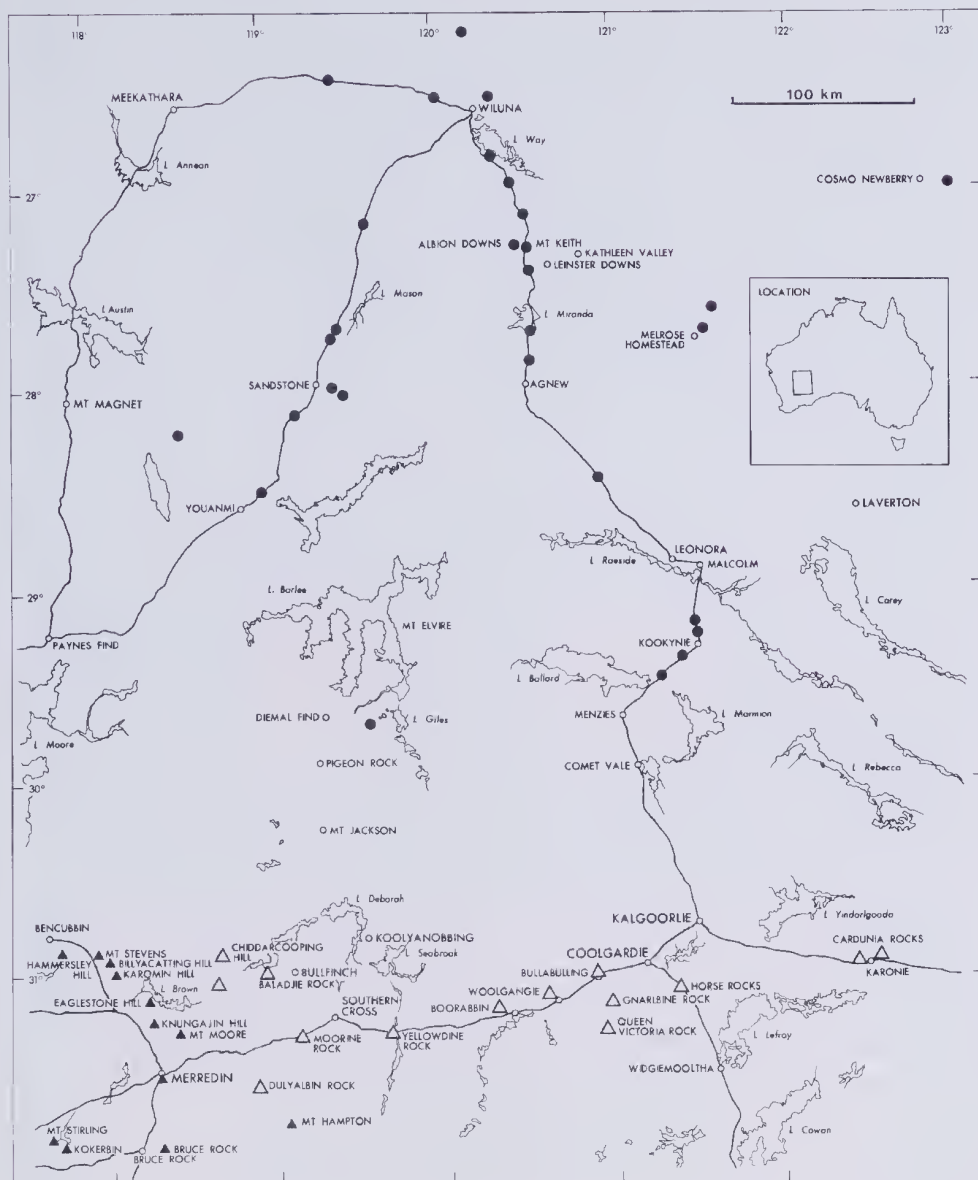 118°
119°
120°
121°
122°
123°
MEEKATHARA
WILUNA
100 km
L Way
L Annean
COSMO NEWBERRY
27°
ALBION DOWNS
MT KEITH
KATHLEEN VALLEY
LEINSTER DOWNS
LOCATION
L Mason
L Austin
L Miranda
MELROSE
HOMESTEAD
SANDSTONE
AGNEW
28°
MT MAGNET
YOUANMI
LAVERTON
LEONORA
L Raeside
MALCOLM
L. Barlee
L Carey
29°
MT ELVIRE
PAYNES FIND
KOOKYNIE
L Ballard
DIEMAL FIND
L Giles
MENZIES
L Marmion
L Moore
PIGEON ROCK
COMET VALE
L Rebecca
30°
MT JACKSON
L Deborah
BENCUBBIN
KALGOORLIE
L Yindarlgooda
HAMMERSLEY
HILL
MT STEVENS
BILLYACATTING HILL
KAROMIN HILL
CHIDDARCOOPING
HILL
KOOLYANOBBING
L Seabrook
COOLGARDIE
CARDUNIA ROCKS
KARONIE
BULLFINCH
BALADJIE ROCK
BULLABULLING
31°
EAGLESTONE HILL
L Brown
WOOLGANGIE
HORSE ROCKS
GNARLBINE ROCK
BOORABBIN
SOUTHERN
CROSS
KNUNGAJIN HILL
MT MOORE
QUEEN
VICTORIA ROCK
MOORINE
ROCK
YELLOWDINE
ROCK
L Lefroy
WIDGIEMOOLTHA
MERREDIN
DULYALBIN ROCK
MT HAMPTON
MT STIRLING
KOKERBIN
BRUCE ROCK
BRUCE ROCK
L Cowan